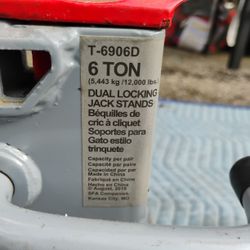 T-6906D
6 TON
(5,443 kg /12,000 lbs.)
DUAL LOCKING
JACK STANDS
Béquilles de
cric à cliquet
Soportes para
Gato estilo
trinquete
Capacity per pair
Capacité par paire
Capacidad por par
Made in China
Fabriqué en Chine
Hecho en China
© August, 2019
SFA Companies
Kansas City, MO